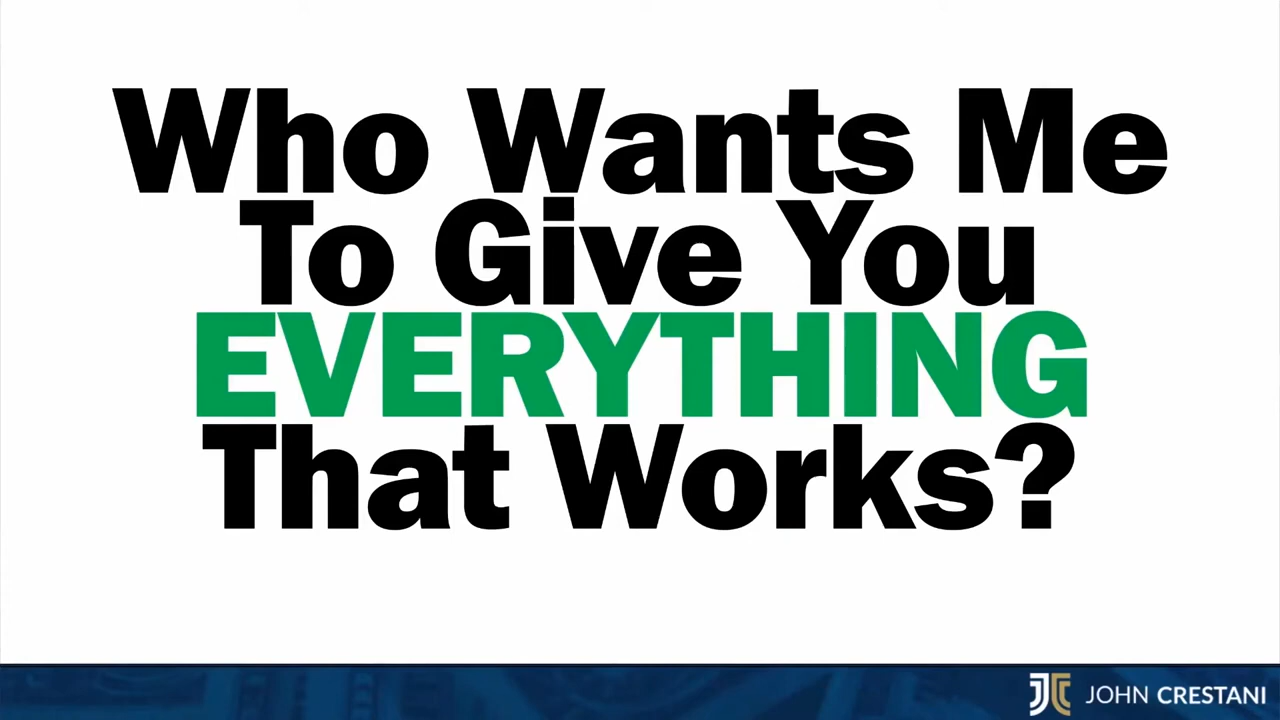 Who Wants Me
To Give You
EVERYTHING
That Works?
JOHN CRESTANI